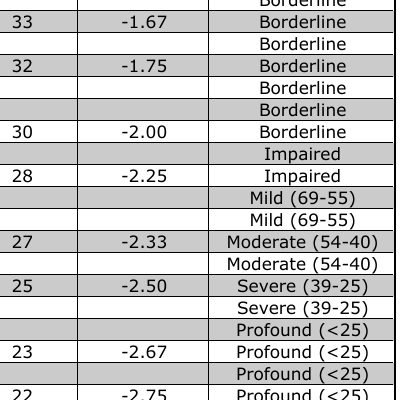 Borderline
33 -1.67 Borderline
Borderline
32 -1.75 Borderline
Borderline
Borderline
30 -2.00 Borderline
Impaired
28 -2.25 Impaired
Mild (69-55)
Mild (69-55)
27 -2.33 Moderate (54-40)
Moderate (54-40)
25 -2.50 Severe (39-25)
Severe (39-25)
Profound (<25)
23 -2.67 Profound (<25)
Profound (<25)
22 -2.75 Profound (<25)